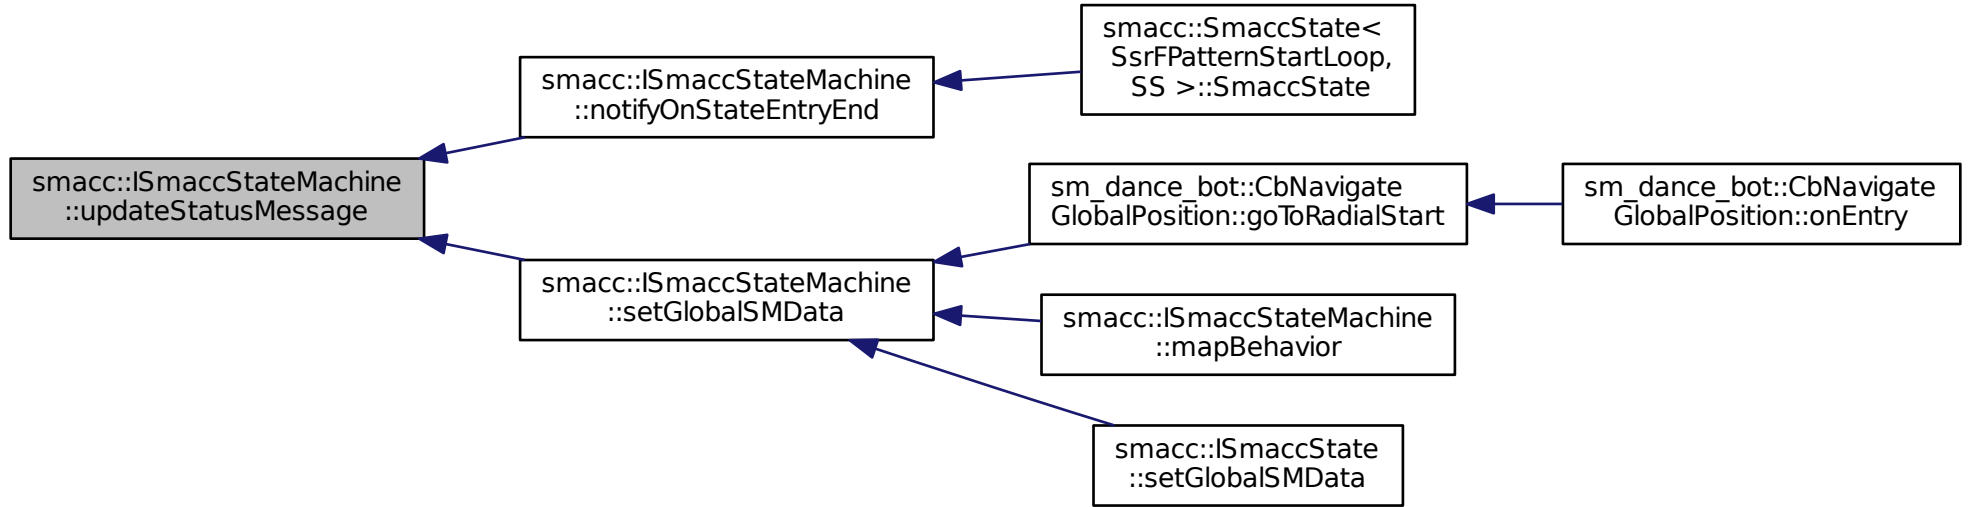 smacc::ISmaccStateMachine
::updateStatusMessage
smacc::ISmaccStateMachine
::notifyOnStateEntryEnd
smacc::SmaccState<
SsrFPatternStartLoop,
SS >::SmaccState
smacc::ISmaccStateMachine
::setGlobalSMData
sm_dance_bot::CbNavigate
GlobalPosition::goToRadialStart
sm_dance_bot::CbNavigate
GlobalPosition::onEntry
smacc::ISmaccStateMachine
::mapBehavior
smacc::ISmaccState
::setGlobalSMData